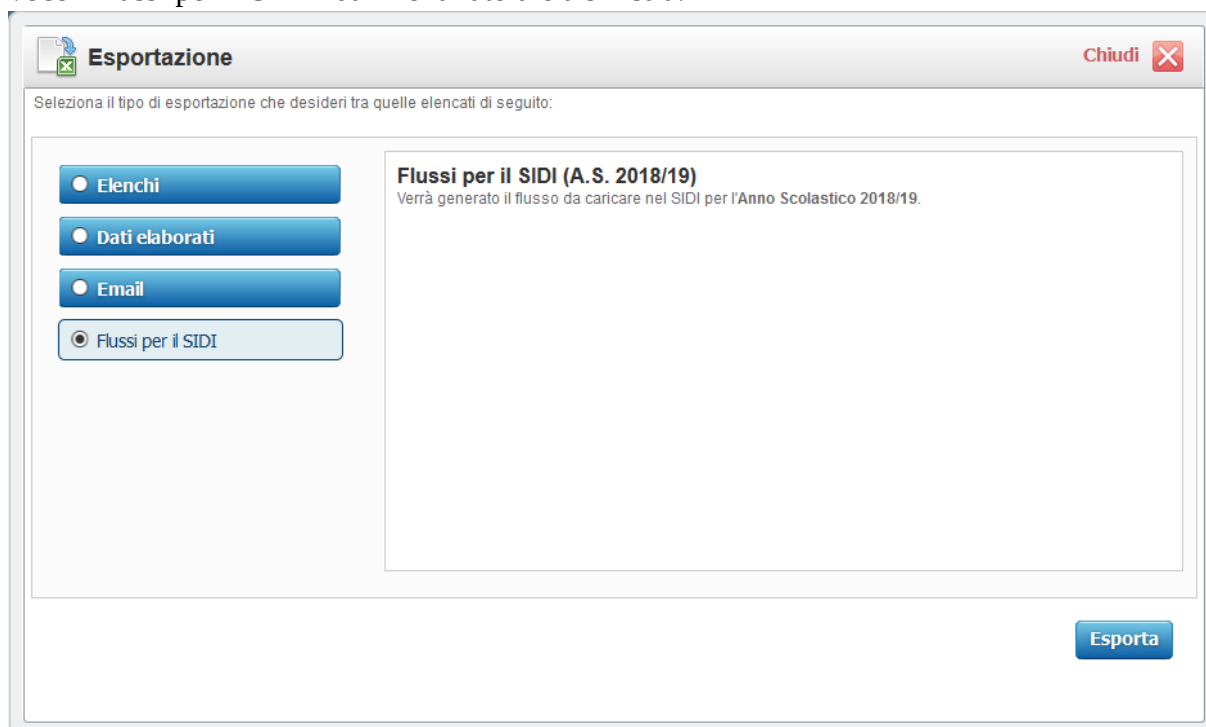 Esportazione
Chiudi
Seleziona il tipo di esportazione che desideri tra quelle elencati di seguito:
Elenchi
Dati elaborati
Email
Flussi per il SIDI
Flussi per il SIDI (A.S. 2018/19)
Verrà generato il flusso da caricare nel SIDI per l'Anno Scolastico 2018/19.
Esporta